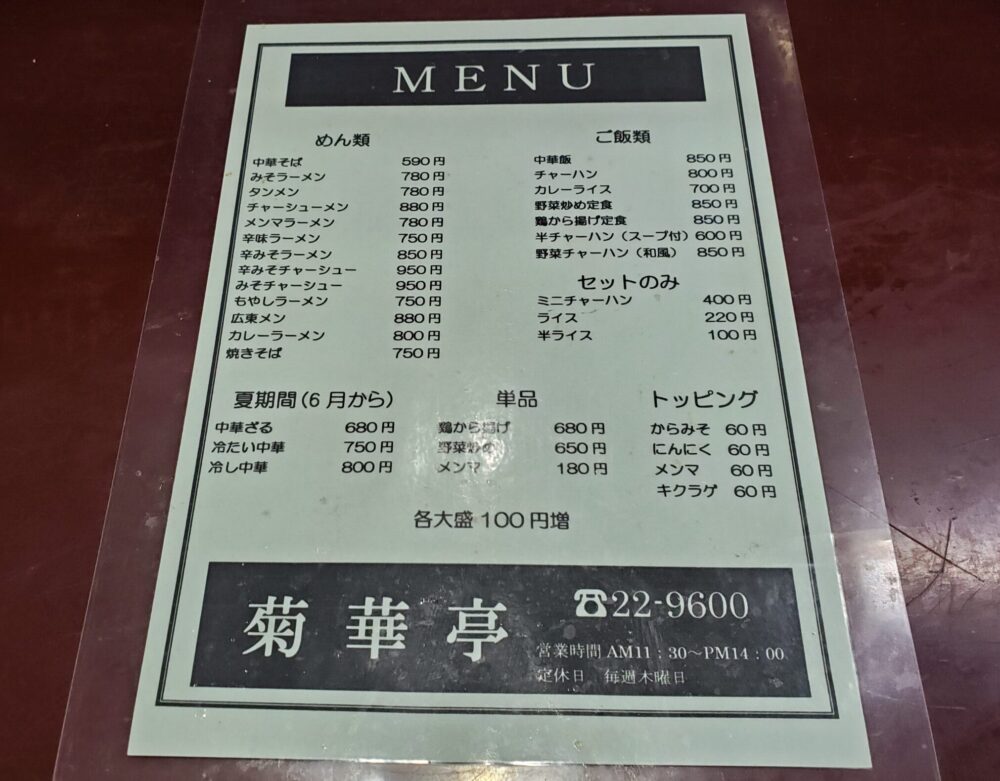 MENU
めん類
中華そば 590円
みそラーメン 780円
タンメン 780円
チャーシューメン 880円
メンマラーメン 780円
辛味ラーメン 750円
辛みそラーメン 850円
辛みそチャーシュー 950円
みそチャーシュー 950円
もやしラーメン 750円
広東メン 880円
カレーラーメン 800円
焼きそば 750円
ご飯類
中華飯 850円
チャーハン 800円
カレーライス 700円
野菜炒め定食 850円
鶏から揚げ定食 850円
半チャーハン（スープ付）600円
野菜チャーハン（和風） 850円
セットのみ
ミニチャーハン 400円
ライス 220円
半ライス 100円
夏期間（6月から）
中華ざる 680円
冷たい中華 750円
冷し中華 800円
単品
鶏から揚げ 680円
野菜炒め 650円
メンマ 180円
トッピング
からみそ 60円
にんにく 60円
メンマ 60円
キクラゲ 60円
各大盛100円増
菊華亭
☎22-9600
営業時間 AM11：30～PM14：00
定休日 毎週木曜日